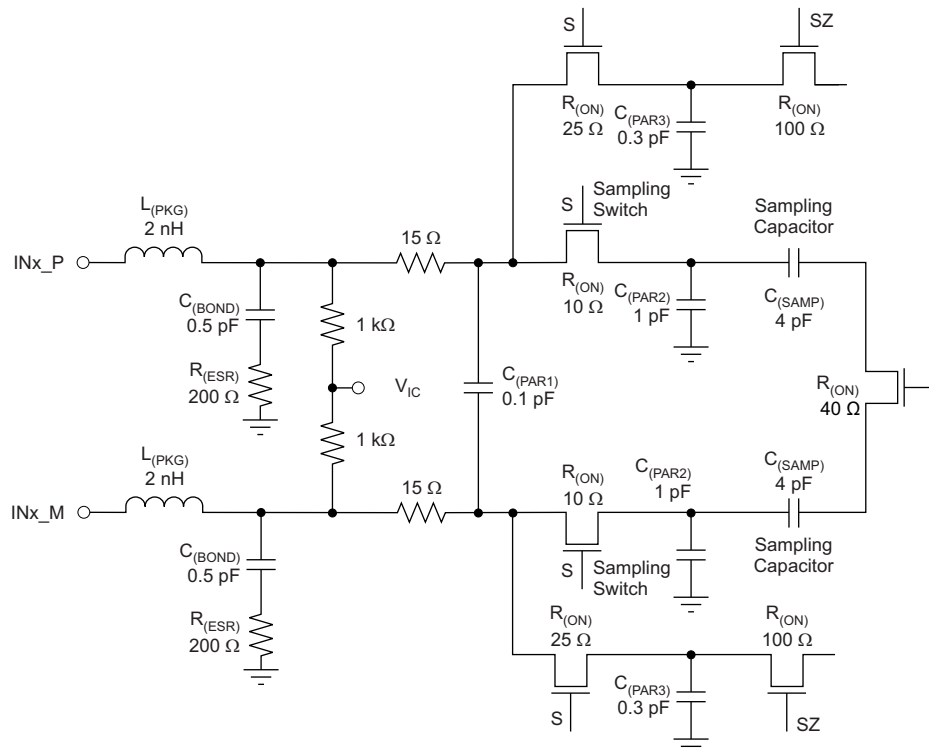 S
SZ
R(ON)
25 Ω
C(PAR3)
0.3 pF
R(ON)
100 Ω
Sampling
Switch
S
L(PKG)
2 nH
15 Ω
Sampling
Capacitor
INx_P
R(ON)
10 Ω
C(PAR2)
1 pF
C(SAMP)
4 pF
C(BOND)
0.5 pF
1 kΩ
R(ESR)
200 Ω
VIC
C(PAR1)
0.1 pF
R(ON)
40 Ω
1 kΩ
L(PKG)
2 nH
15 Ω
R(ON)
10 Ω
C(PAR2)
1 pF
C(SAMP)
4 pF
INx_M
C(BOND)
0.5 pF
S
Sampling
Switch
Sampling
Capacitor
R(ESR)
200 Ω
R(ON)
25 Ω
R(ON)
100 Ω
C(PAR3)
0.3 pF
S
SZ